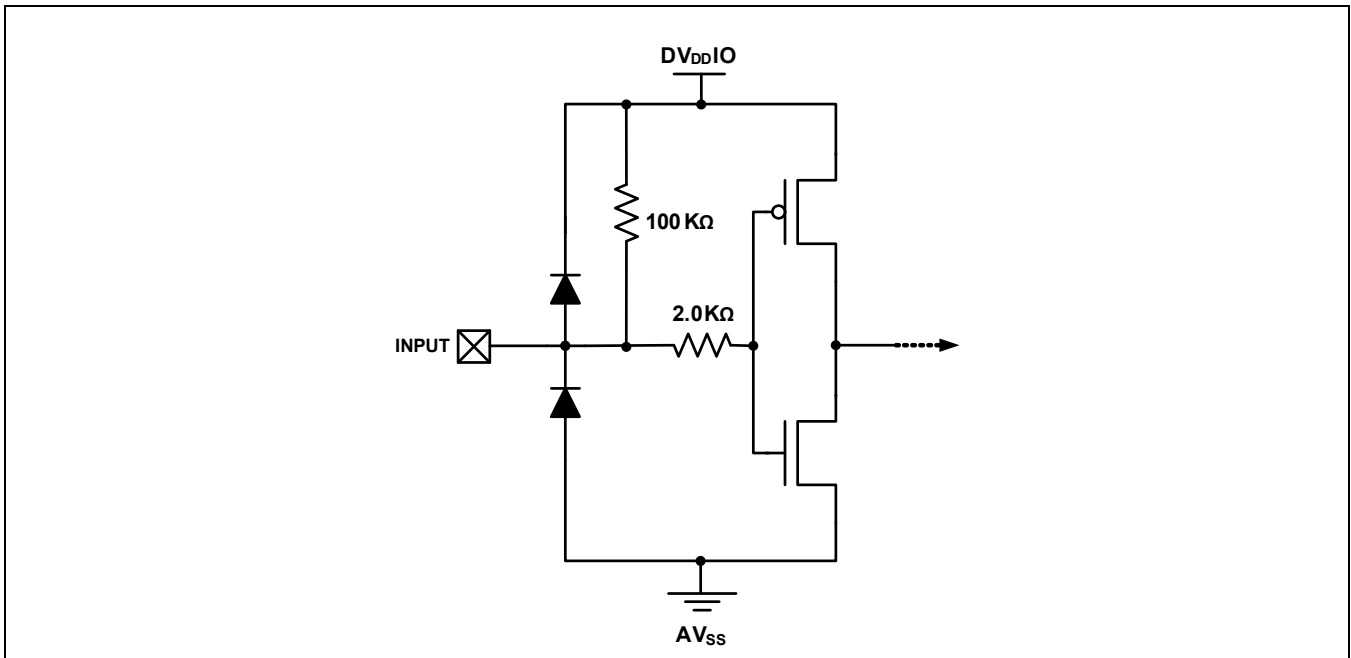 DVDDIO
100 KΩ
2.0KΩ
INPUT
AVSS